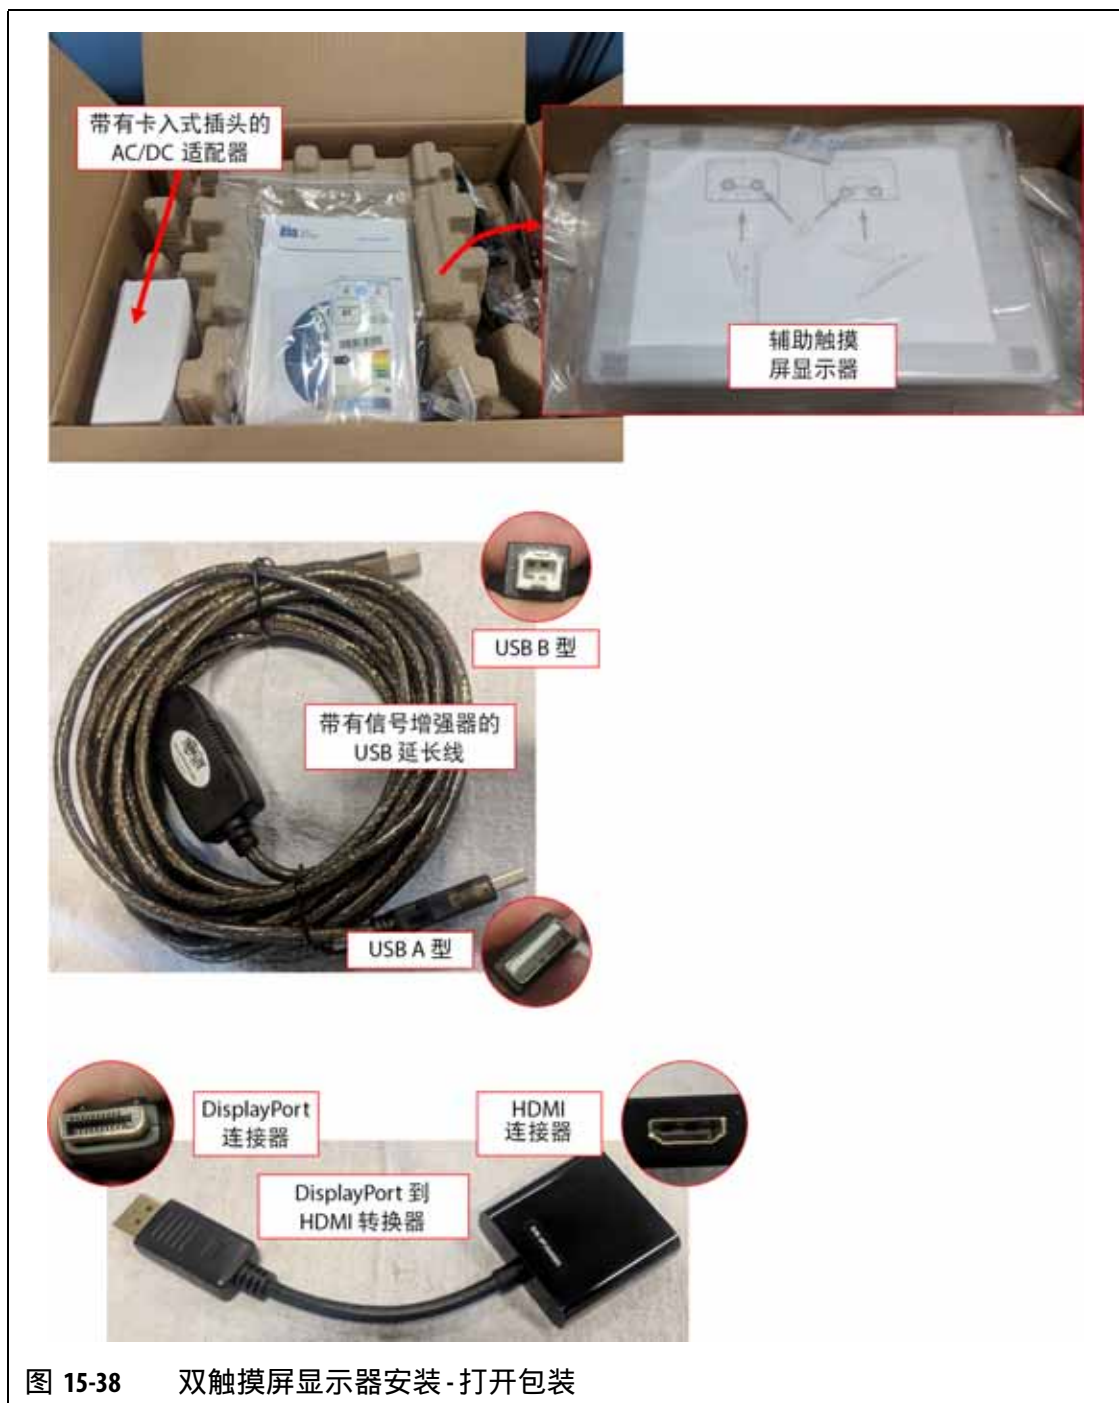 带有卡入式插头的
AC/DC 适配器
辅助触摸
屏显示器
USB B 型
带有信号增强器的
USB 延长线
USB A 型
DisplayPort
连接器
HDMI
连接器
DisplayPort 到
HDMI 转换器
图 15-38 双触摸屏显示器安装 - 打开包装